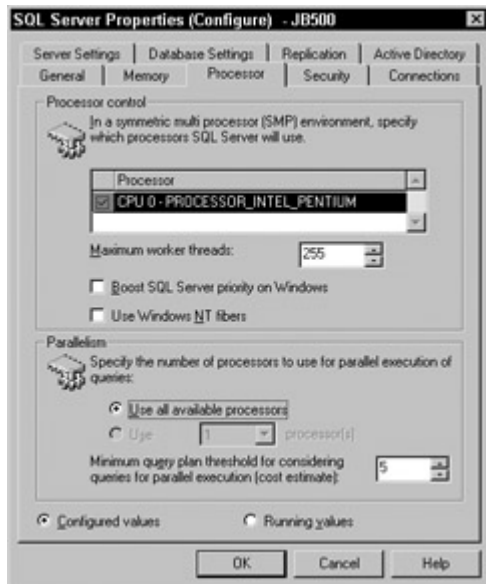 SQL Server Properties (Configure) - JB500
Server Settings Database Settings Replication Active Directory
General Memory Processor Security Connections
Processor control
In a symmetric multi processor (SMP) environment, specify
which processors SQL Server will use.
Processor
CPU 0 - PROCESSOR_INTEL_PENTIUM
Maximum worker threads: 255
Boost SQL Server priority on Windows
Use Windows NT fibers
Parallelism
Specify the number of processors to use for parallel execution of
queries:
Use all available processors
Use 1 processor(s)
Minimum query plan threshold for considering
queries for parallel execution (cost estimate): 5
Configured values Running values
OK Cancel Help